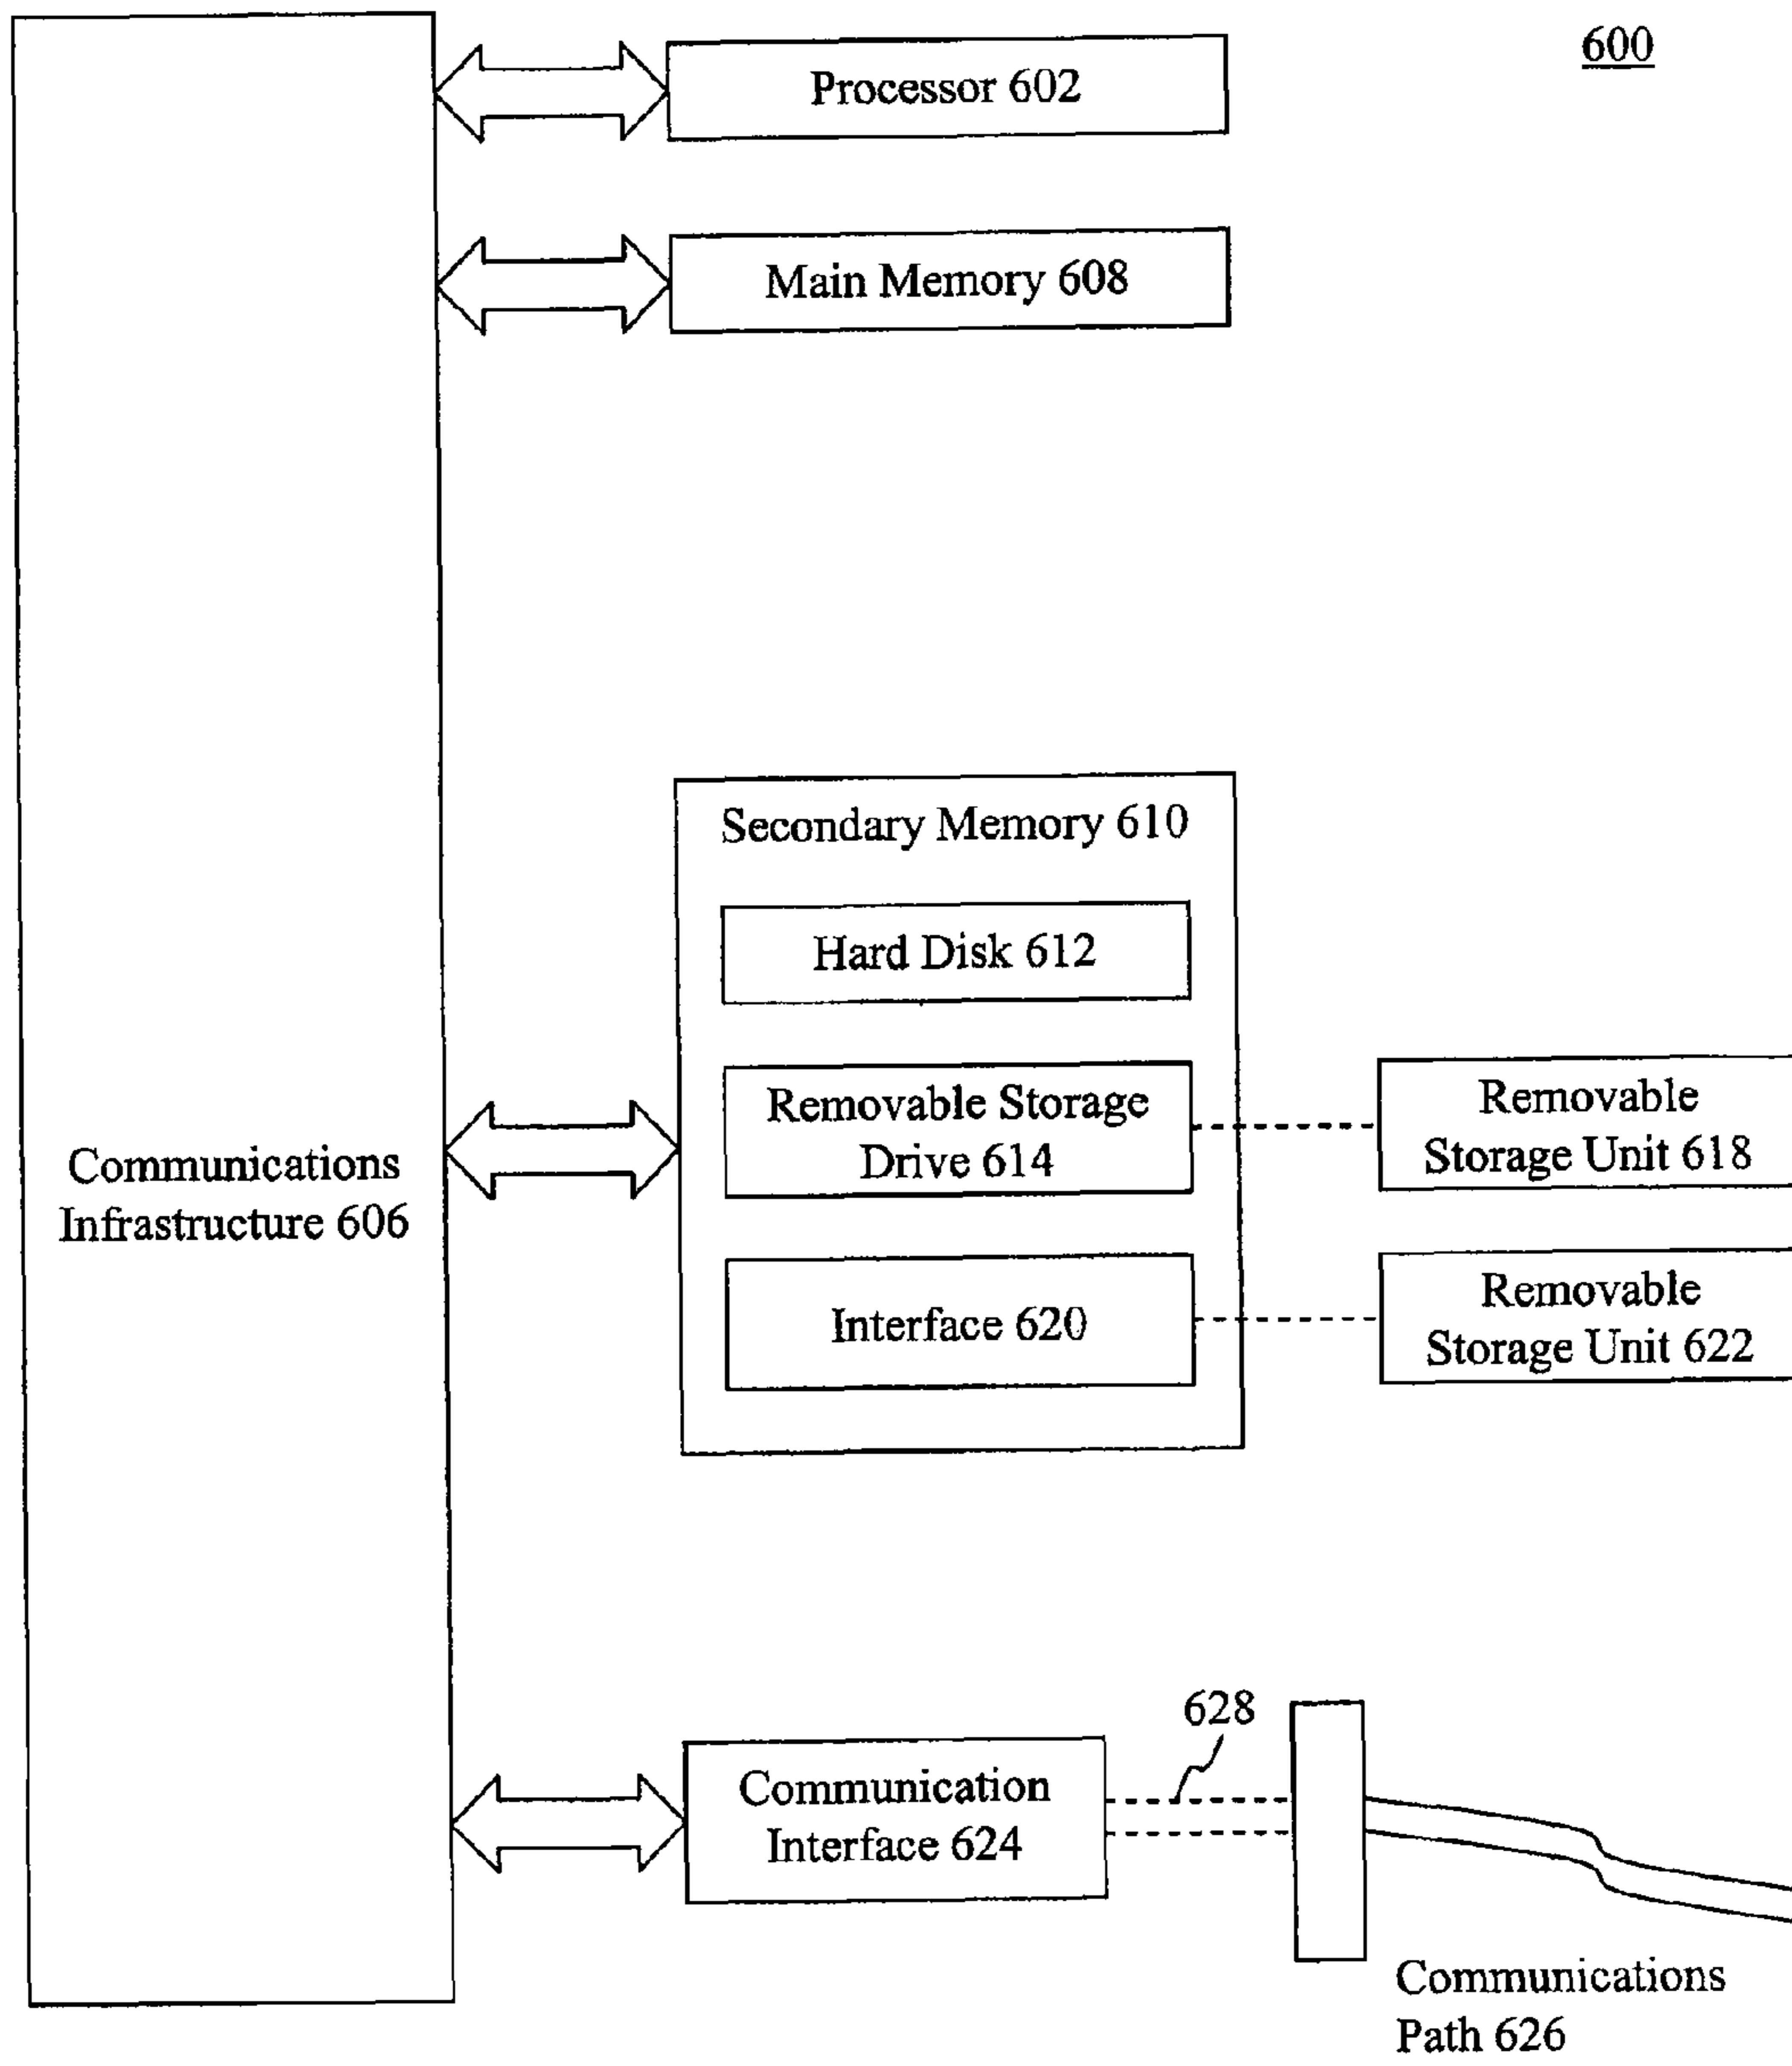 600
Processor 602
Main Memory 608
Secondary Memory 610
Hard Disk 612
Removable Storage
Drive 614
Removable
Storage Unit 618
Communications
Infrastructure 606
Interface 620
Removable
Storage Unit 622
628
Communication
Interface 624
Communications
Path 626